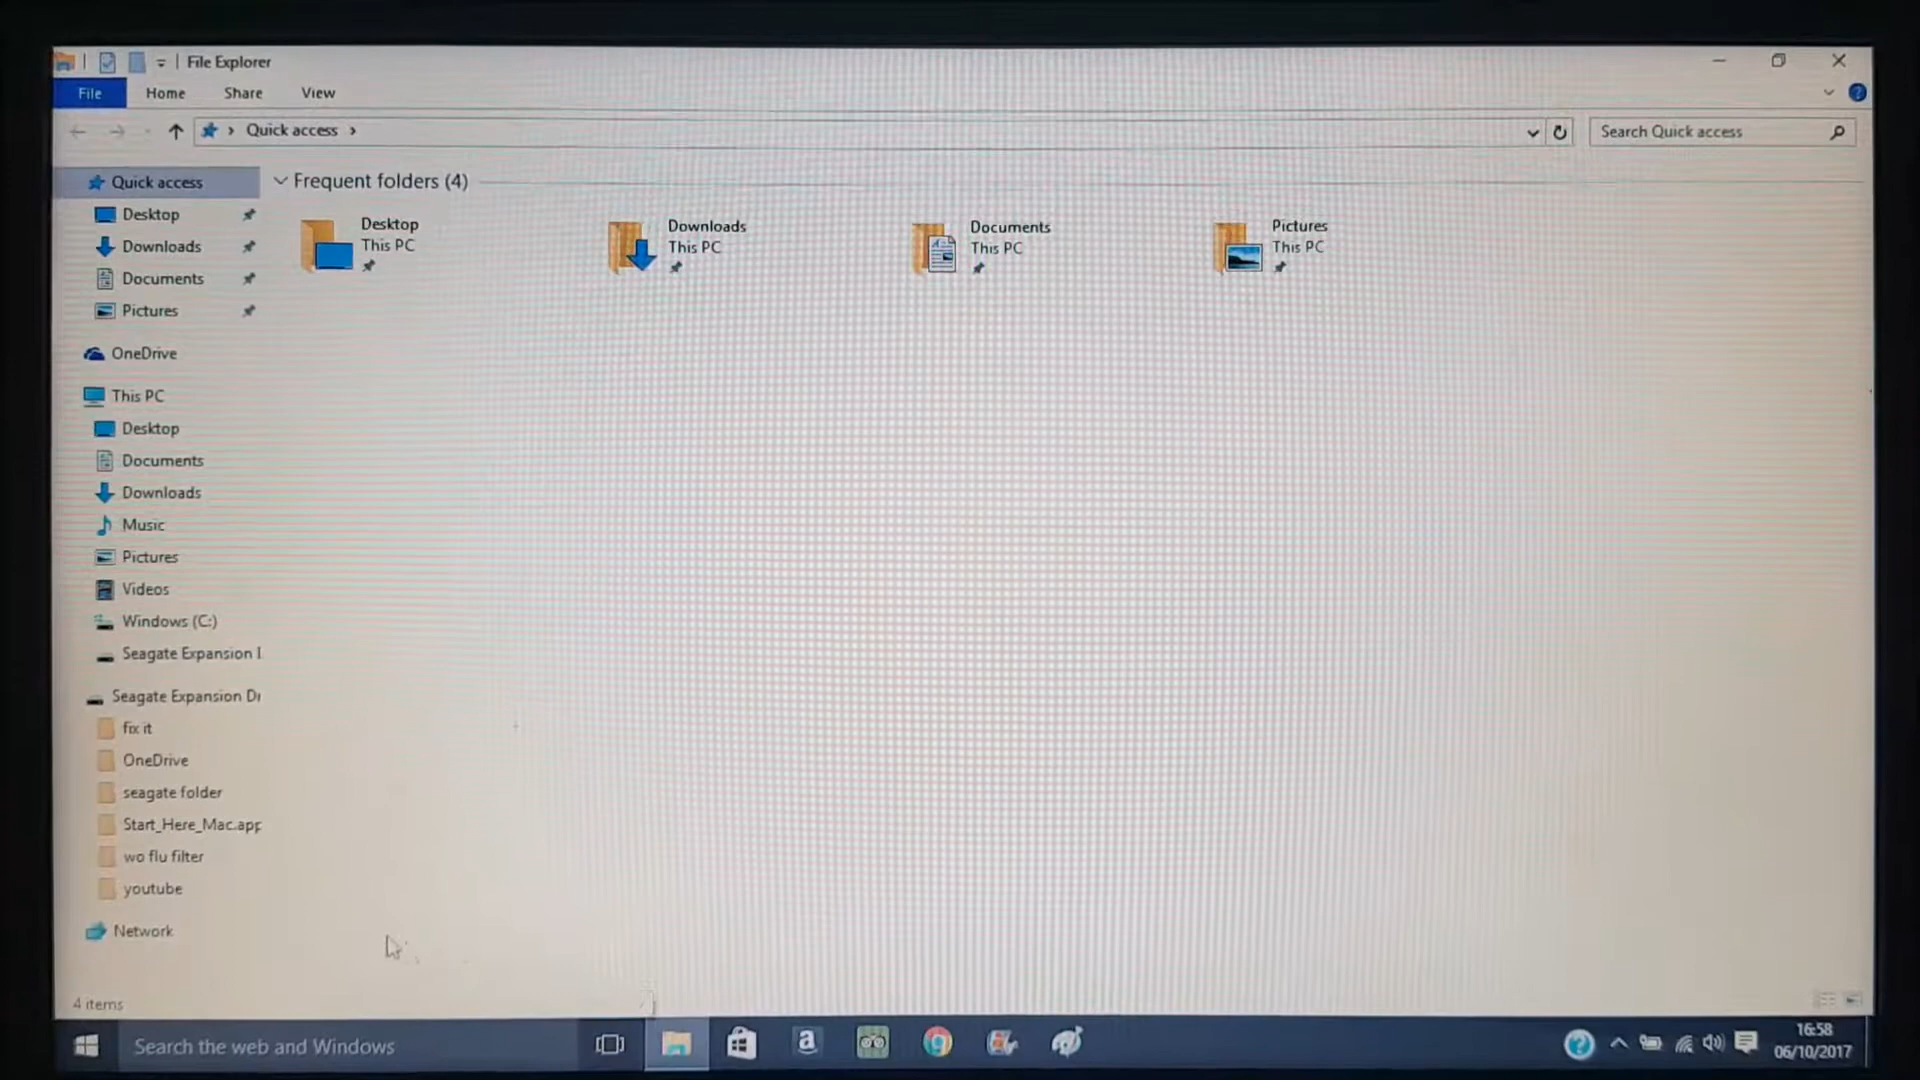 File Explorer
File Home Share View
Quick access
Search Quick access
Quick access
Desktop
Downloads
Documents
Pictures
OneDrive
This PC
Desktop
Documents
Downloads
Music
Pictures
Videos
Windows (C:)
Seagate Expansion
Seagate Expansion
fix it
OneDrive
seagate folder
Start_Here_Mac.app
wo flu filter
youtube
Network
Frequent folders (4)
Desktop
This PC
Downloads
This PC
Documents
This PC
Pictures
This PC
4 items
Search the web and Windows
a
16:58
06/10/2017